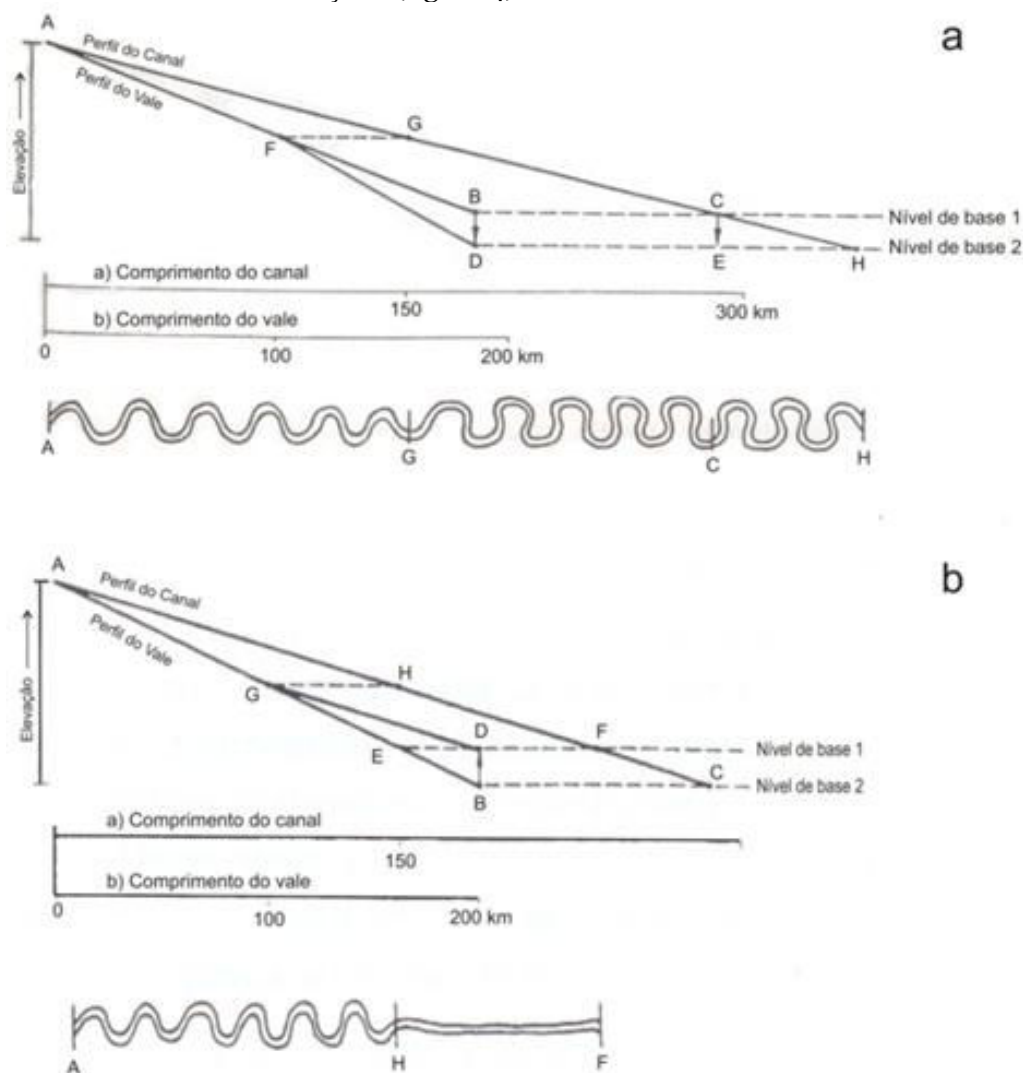 A
a
Perfil do Canal
Perfil do Vale
Elevação
G
F
B
C
Nível de base 1
Nível de base 2
D
E
H
a) Comprimento do canal
150
300 km
b) Comprimento do vale
0
100
200 km
A
G
C
H
A
b
Perfil do Canal
Perfil do Vale
Elevação
H
G
D
F
E
Nível de base 1
C
Nível de base 2
B
a) Comprimento do canal
150
b) Comprimento do vale
0
100
200 km
A
H
F